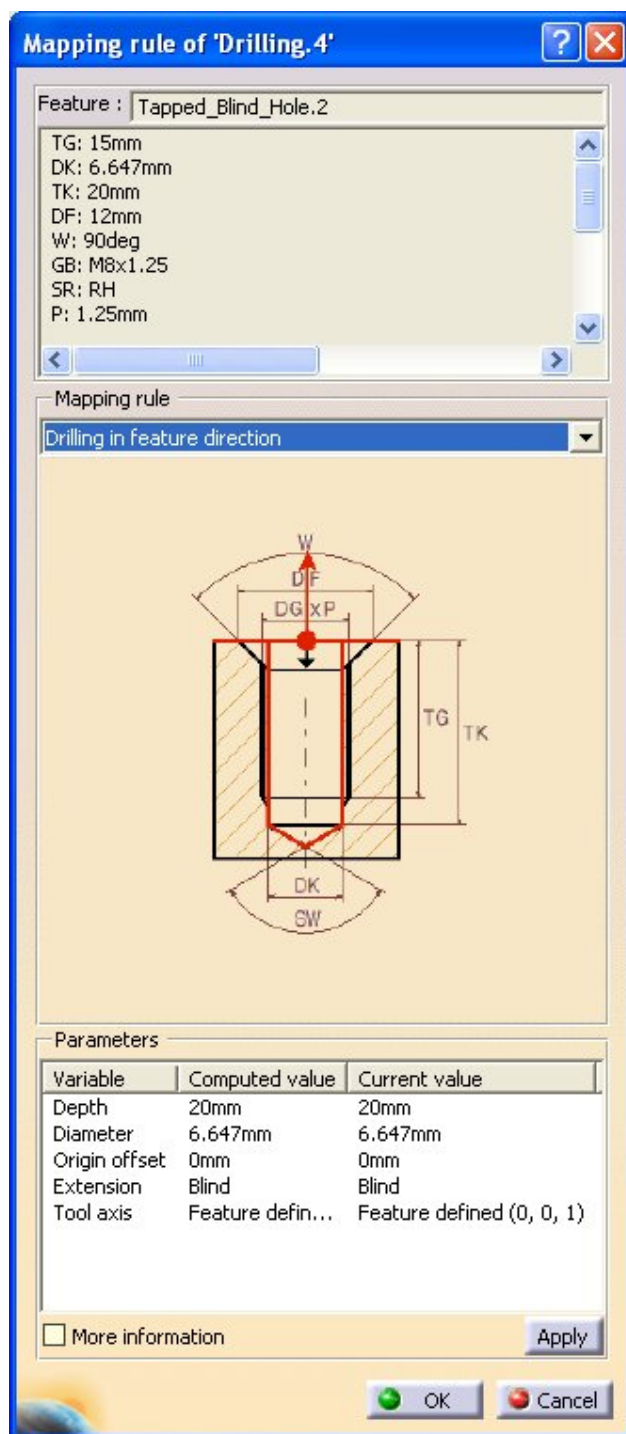 Mapping rule of 'Drilling.4'
Feature : Tapped_Blind_Hole.2
TG: 15mm
DK: 6.647mm
TK: 20mm
DF: 12mm
W: 90deg
GB: M8x1.25
SR: RH
P: 1.25mm
Mapping rule
Drilling in feature direction
W
DF
DG xP
TG
TK
DK
SW
Parameters
Variable Computed value Current value
Depth 20mm 20mm
Diameter 6.647mm 6.647mm
Origin offset 0mm 0mm
Extension Blind Blind
Tool axis Feature defin... Feature defined (0, 0, 1)
More information Apply
OK Cancel